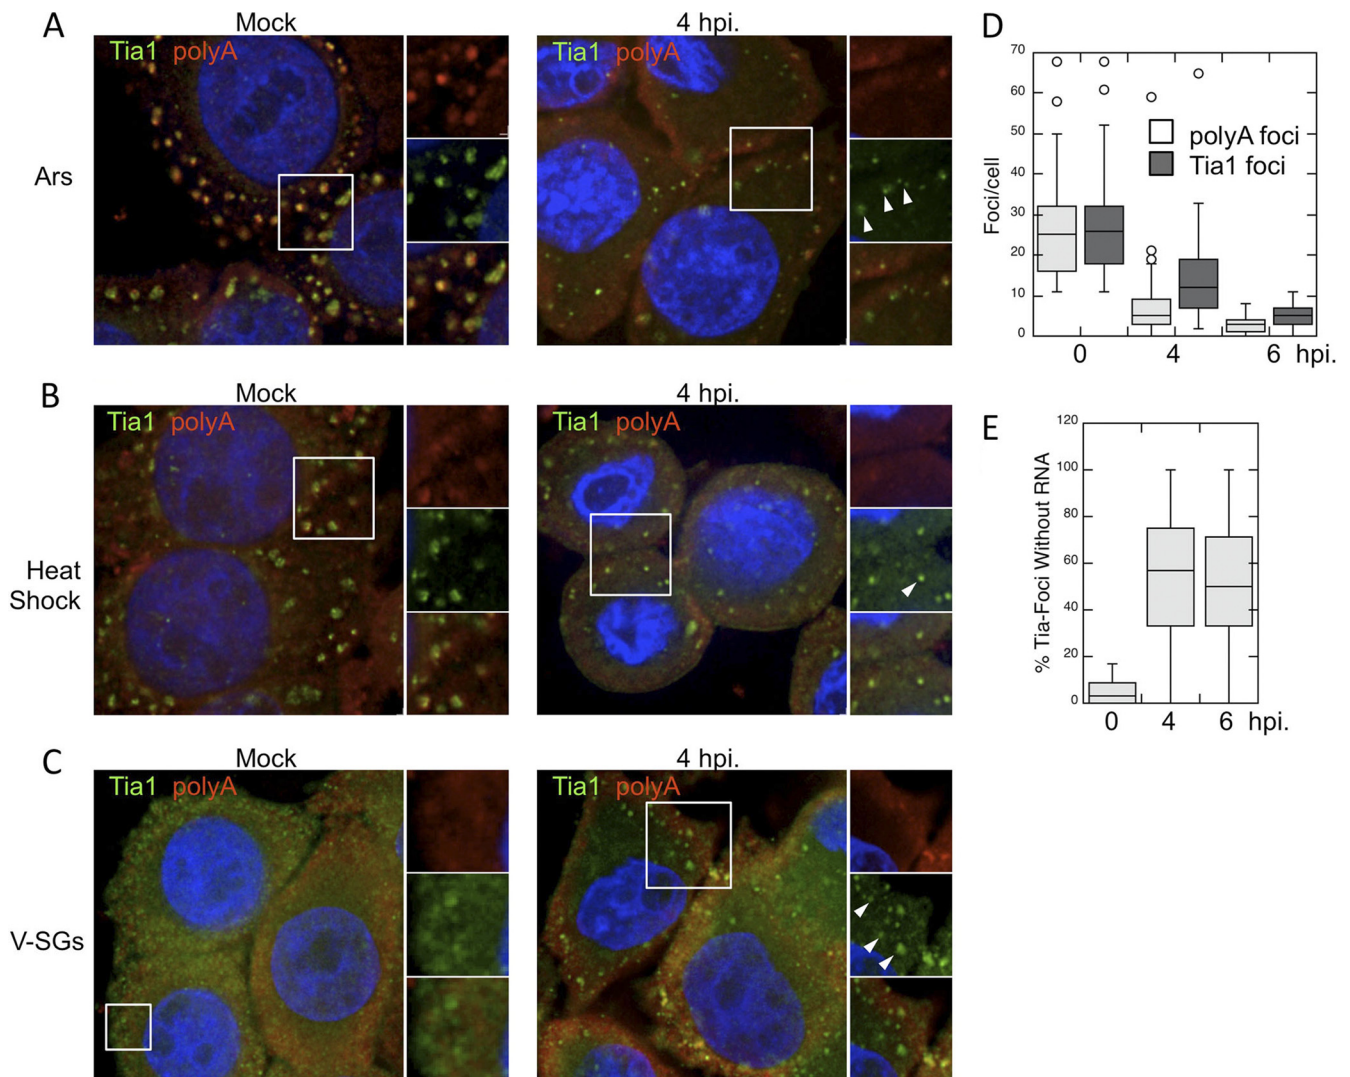 A
Mock
4 hpi.
Tia1 polyA
Tia1 polyA
Ars
B
Mock
4 hpi.
Tia1 polyA
Tia1 polyA
Heat
Shock
C
Mock
4 hpi.
Tia1 polyA
Tia1 polyA
V-SGs
D
70
60
50
40
30
20
10
0
Foci/cell
polyA foci
Tia1 foci
0 4 6 hpi.
E
120
100
80
60
40
20
0
% Tia-Foci Without RNA
0 4 6 hpi.